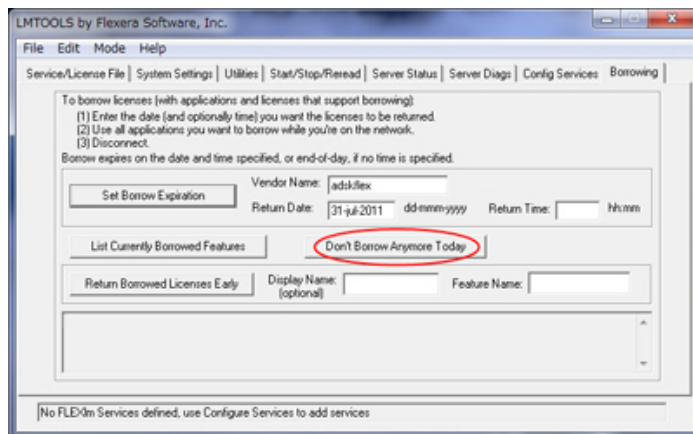 LMTOOLS by Flexera Software, Inc.
File Edit Mode Help
Service/License File System Settings Utilities Start/Stop/Reread Server Status Server Diags Config Services Borrowing
To borrow licenses (with applications and licenses that support borrowing):
(1) Enter the date (and optionally time) you want the licenses to be returned.
(2) Use all applications you want to borrow while you're on the network.
(3) Disconnect.
Borrow expires on the date and time specified, or end-of-day, if no time is specified.
Set Borrow Expiration
Vendor Name: adskflex
Return Date: 31-jul-2011 dd-mmm-yyyy Return Time: hh:mm
List Currently Borrowed Features Don't Borrow Anymore Today
Return Borrowed Licenses Early Display Name: Feature Name:
(optional)
No FLEXlm Services defined, use Configure Services to add services